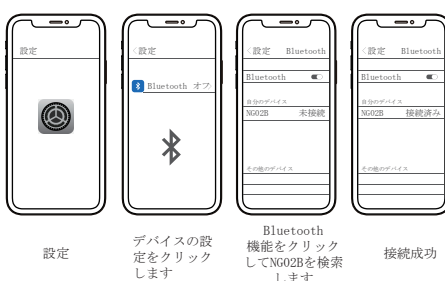 設定
〈設定
Bluetooth オフ〉
〈設定 Bluetooth
Bluetooth
自分のデバイス
NG02B 未接続
その他のデバイス
〈設定 Bluetooth
Bluetooth
自分のデバイス
NG02B 接続済み
その他のデバイス
設定
デバイスの設
定をクリック
します
Bluetooth
機能をクリック
してNG02Bを検索
します
接続成功